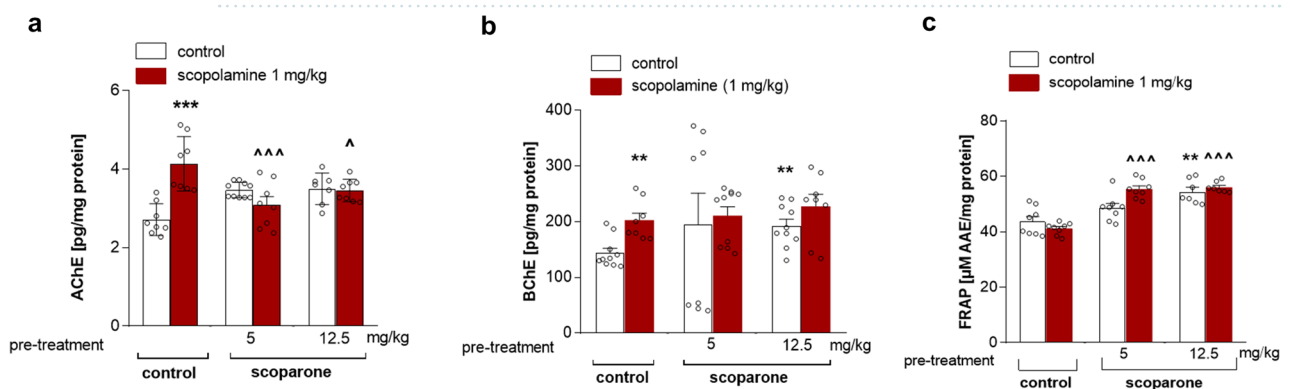 a
control
scopolamine 1 mg/kg
AChE [pg/mg protein]
6
4
2
0
***
^^^
^
pre-treatment
5
12.5
mg/kg
control
scoparone
b
control
scopolamine (1 mg/kg)
BChE [pg/mg protein]
400
300
200
100
0
**
**
pre-treatment
5
12.5
mg/kg
control
scoparone
c
control
scopolamine 1 mg/kg
FRAP [µM AAE/mg protein]
80
60
40
20
0
^^^
** ^^^
pre-treatment
5
12.5
mg/kg
control
scoparone